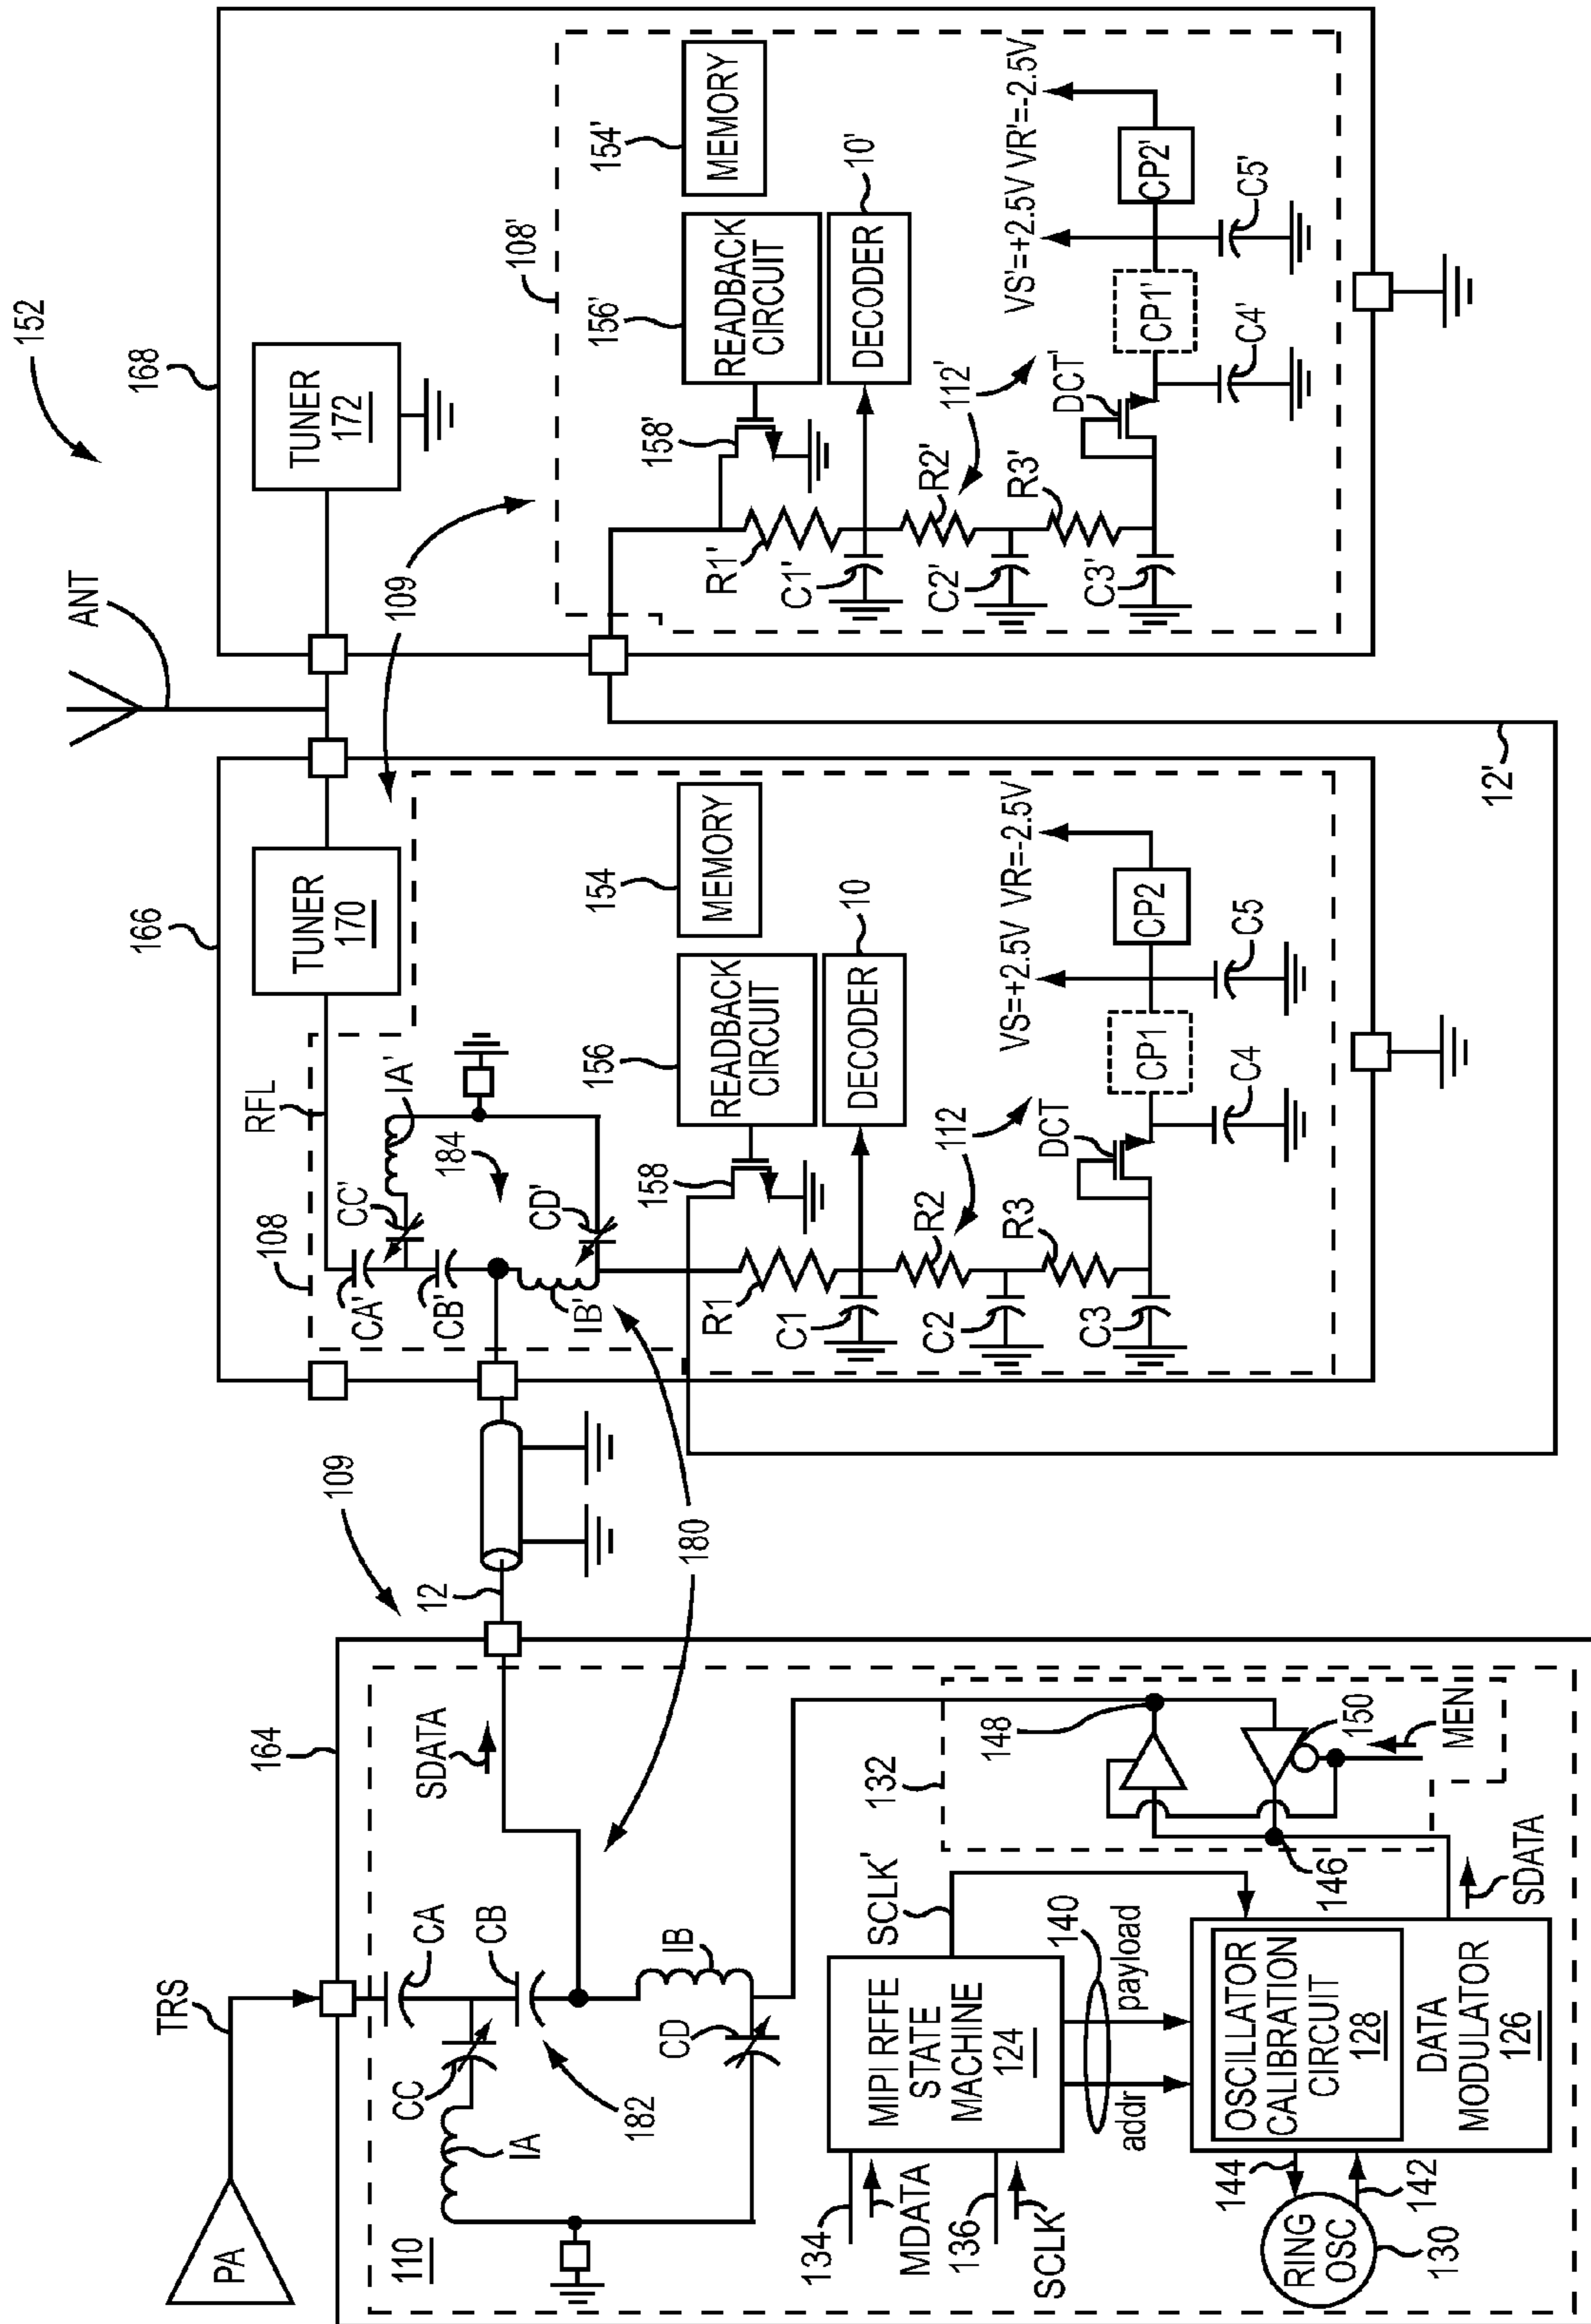 152
PA
TRS
164
109
12
166
ANT
109
168
110
CA
CB
CC
IA
182
IB
CD
SDATA
180
RFL
108
CA'
CB'
CC'
IA'
184
IB'
CD'
TUNER
170
TUNER
172
134
MDATA
136
SCLK'
MIPI RFFE
STATE
MACHINE
124
SCLK'
140
addr
payload
132
148
150
MEN
146
SDATA
144
142
RING
OSC
130
OSCILLATOR
CALIBRATION
CIRCUIT
128
DATA
MODULATOR
126
158
156
READBACK
CIRCUIT
154
MEMORY
DECODER
10
R1
C1
R2
C2
R3
C3
112
DCT
C4
CP1
C5
CP2
VS=+2.5V VR=-2.5V
12'
108'
158'
156'
READBACK
CIRCUIT
154'
MEMORY
DECODER
10'
R1'
C1'
R2'
C2'
R3'
C3'
112'
DCT'
C4'
CP1'
C5'
CP2'
VS'=+2.5V VR'=-2.5V